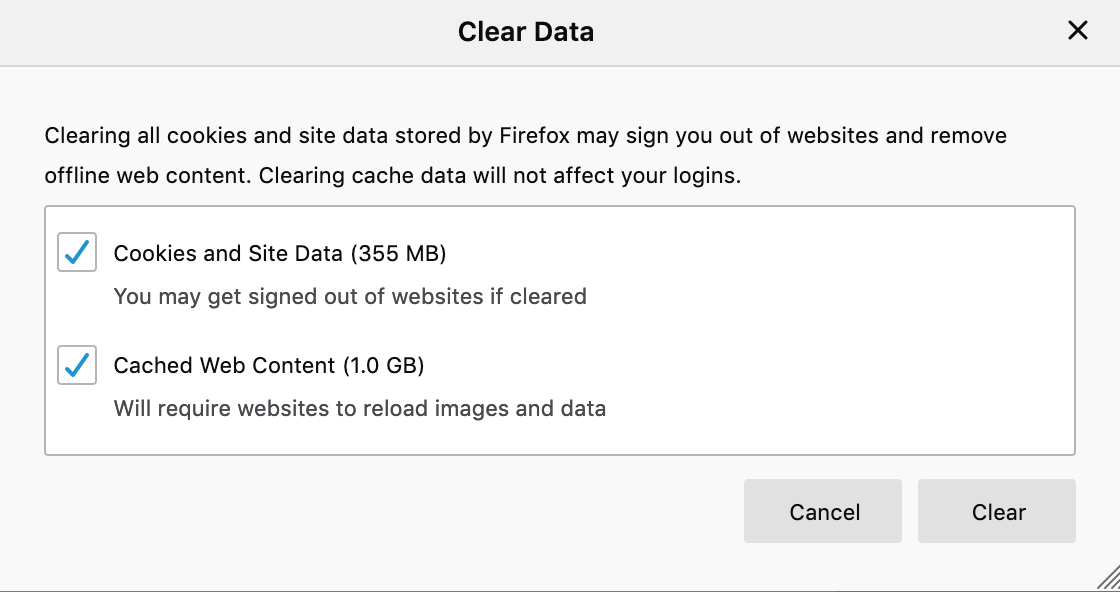 Clear Data
Clearing all cookies and site data stored by Firefox may sign you out of websites and remove
offline web content. Clearing cache data will not affect your logins.
Cookies and Site Data (355 MB)
You may get signed out of websites if cleared
Cached Web Content (1.0 GB)
Will require websites to reload images and data
Cancel
Clear